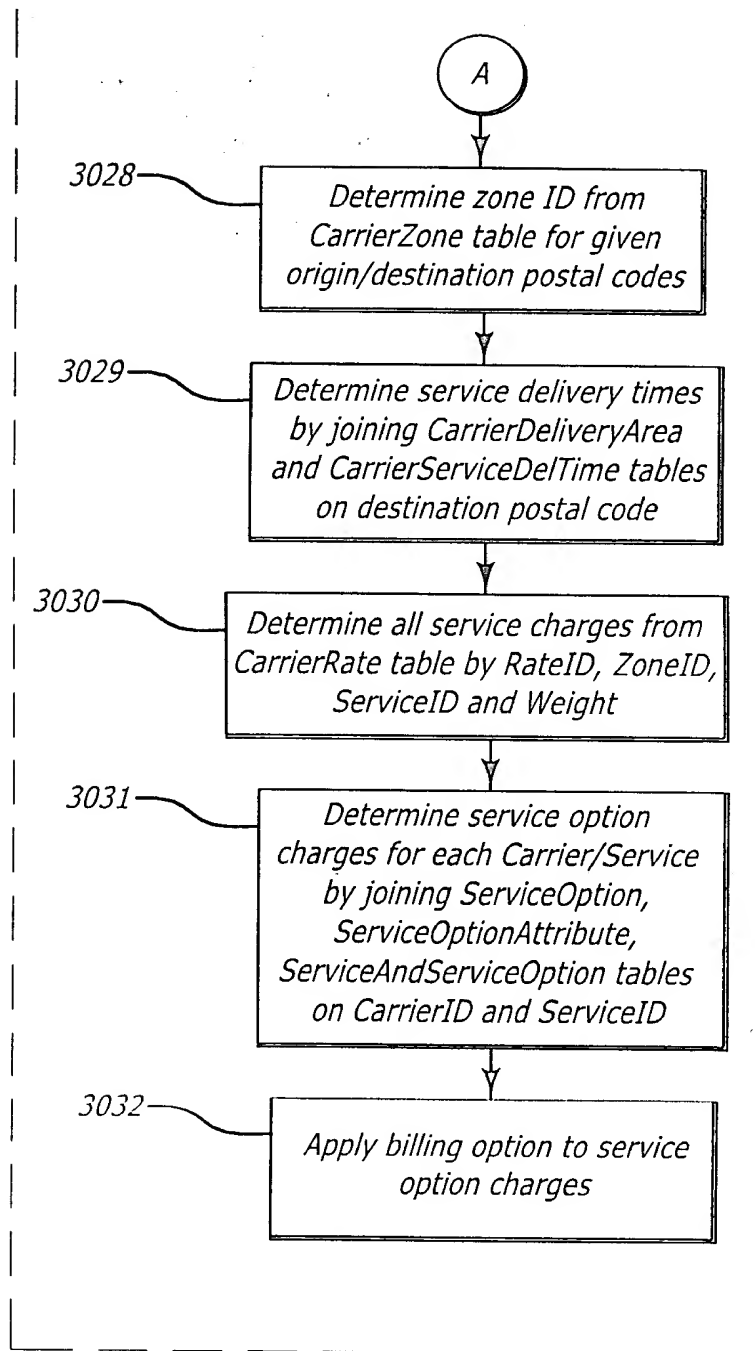 A
3028
Determine zone ID from
CarrierZone table for given
origin/destination postal codes
3029
Determine service delivery times
by joining CarrierDeliveryArea
and CarrierServiceDelTime tables
on destination postal code
3030
Determine all service charges from
CarrierRate table by RateID, ZoneID,
ServiceID and Weight
3031
Determine service option
charges for each Carrier/Service
by joining ServiceOption,
ServiceOptionAttribute,
ServiceAndServiceOption tables
on CarrierID and ServiceID
3032
Apply billing option to service
option charges